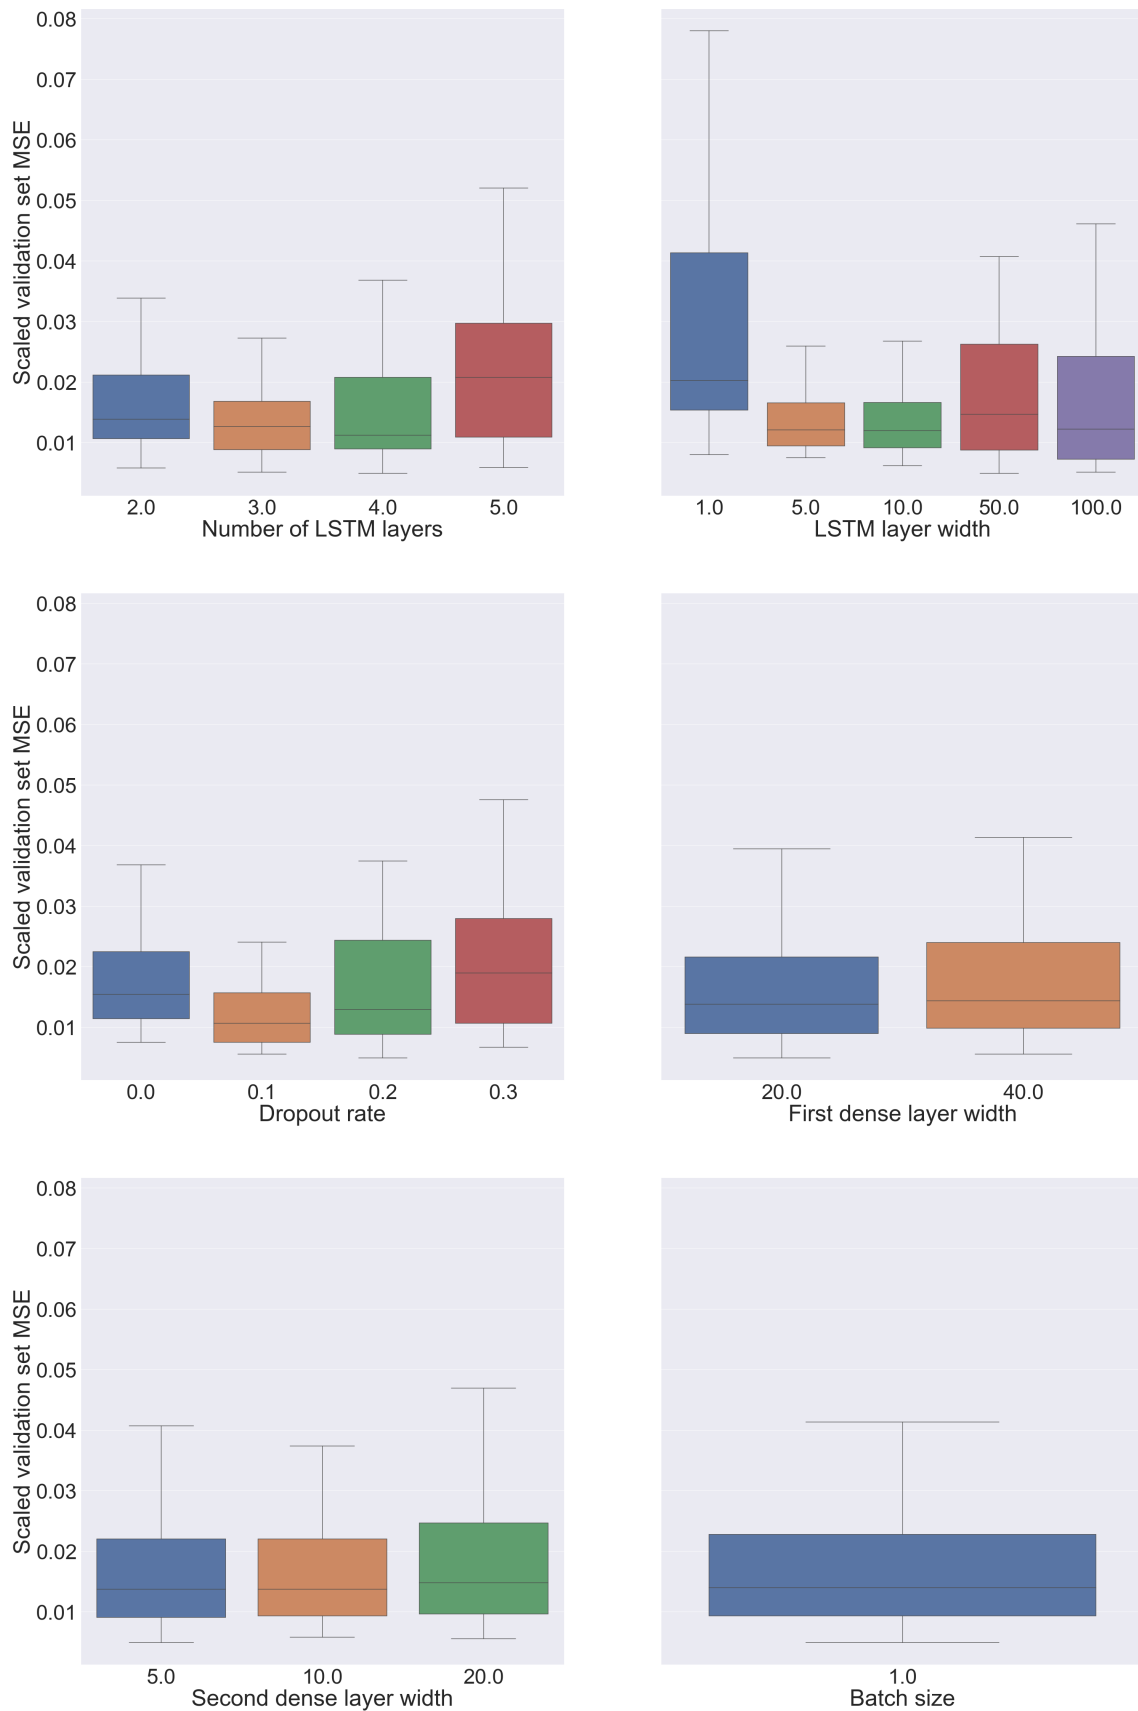 Scaled validation set MSE
0.08
0.07
0.06
0.05
0.04
0.03
0.02
0.01
2.0 3.0 4.0 5.0
Number of LSTM layers
1.0 5.0 10.0 50.0 100.0
LSTM layer width
Scaled validation set MSE
0.08
0.07
0.06
0.05
0.04
0.03
0.02
0.01
0.0 0.1 0.2 0.3
Dropout rate
20.0 40.0
First dense layer width
Scaled validation set MSE
0.08
0.07
0.06
0.05
0.04
0.03
0.02
0.01
5.0 10.0 20.0
Second dense layer width
1.0
Batch size